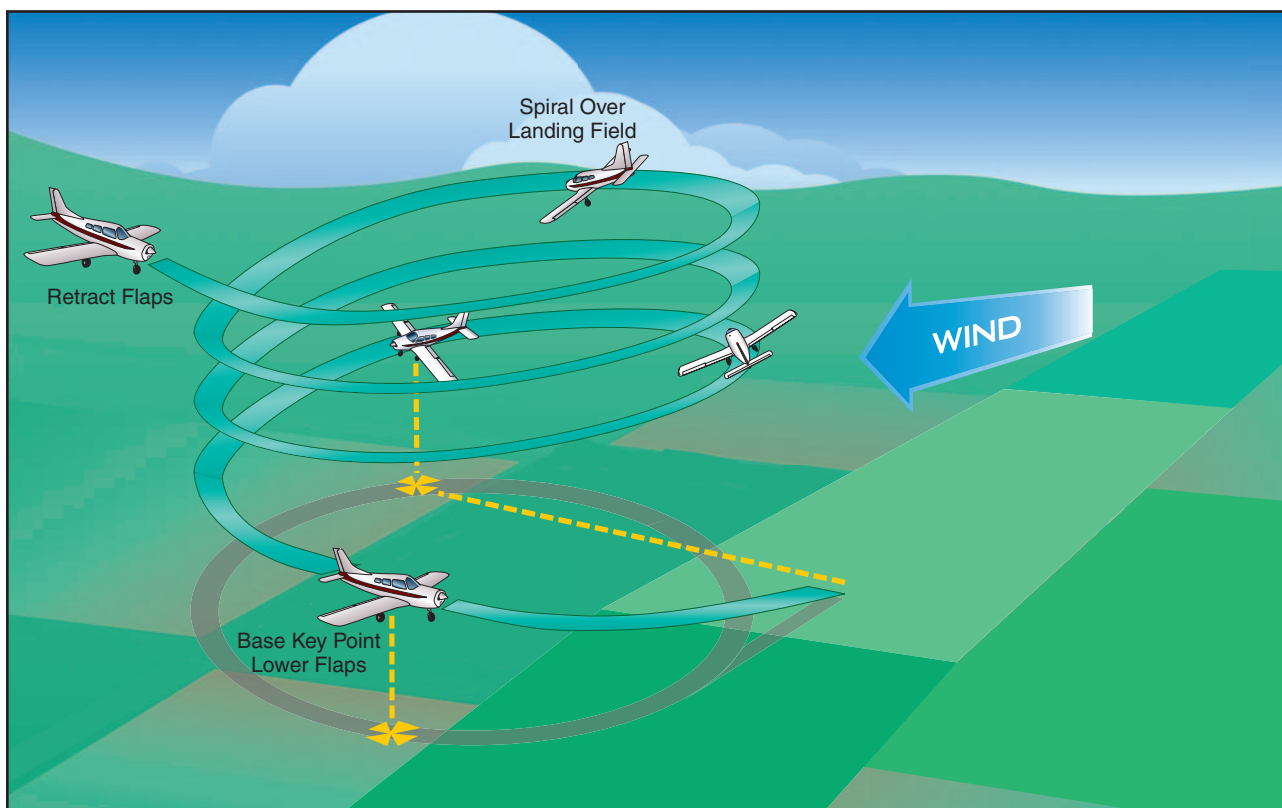 Spiral Over
Landing Field
Retract Flaps
WIND
Base Key Point
Lower Flaps